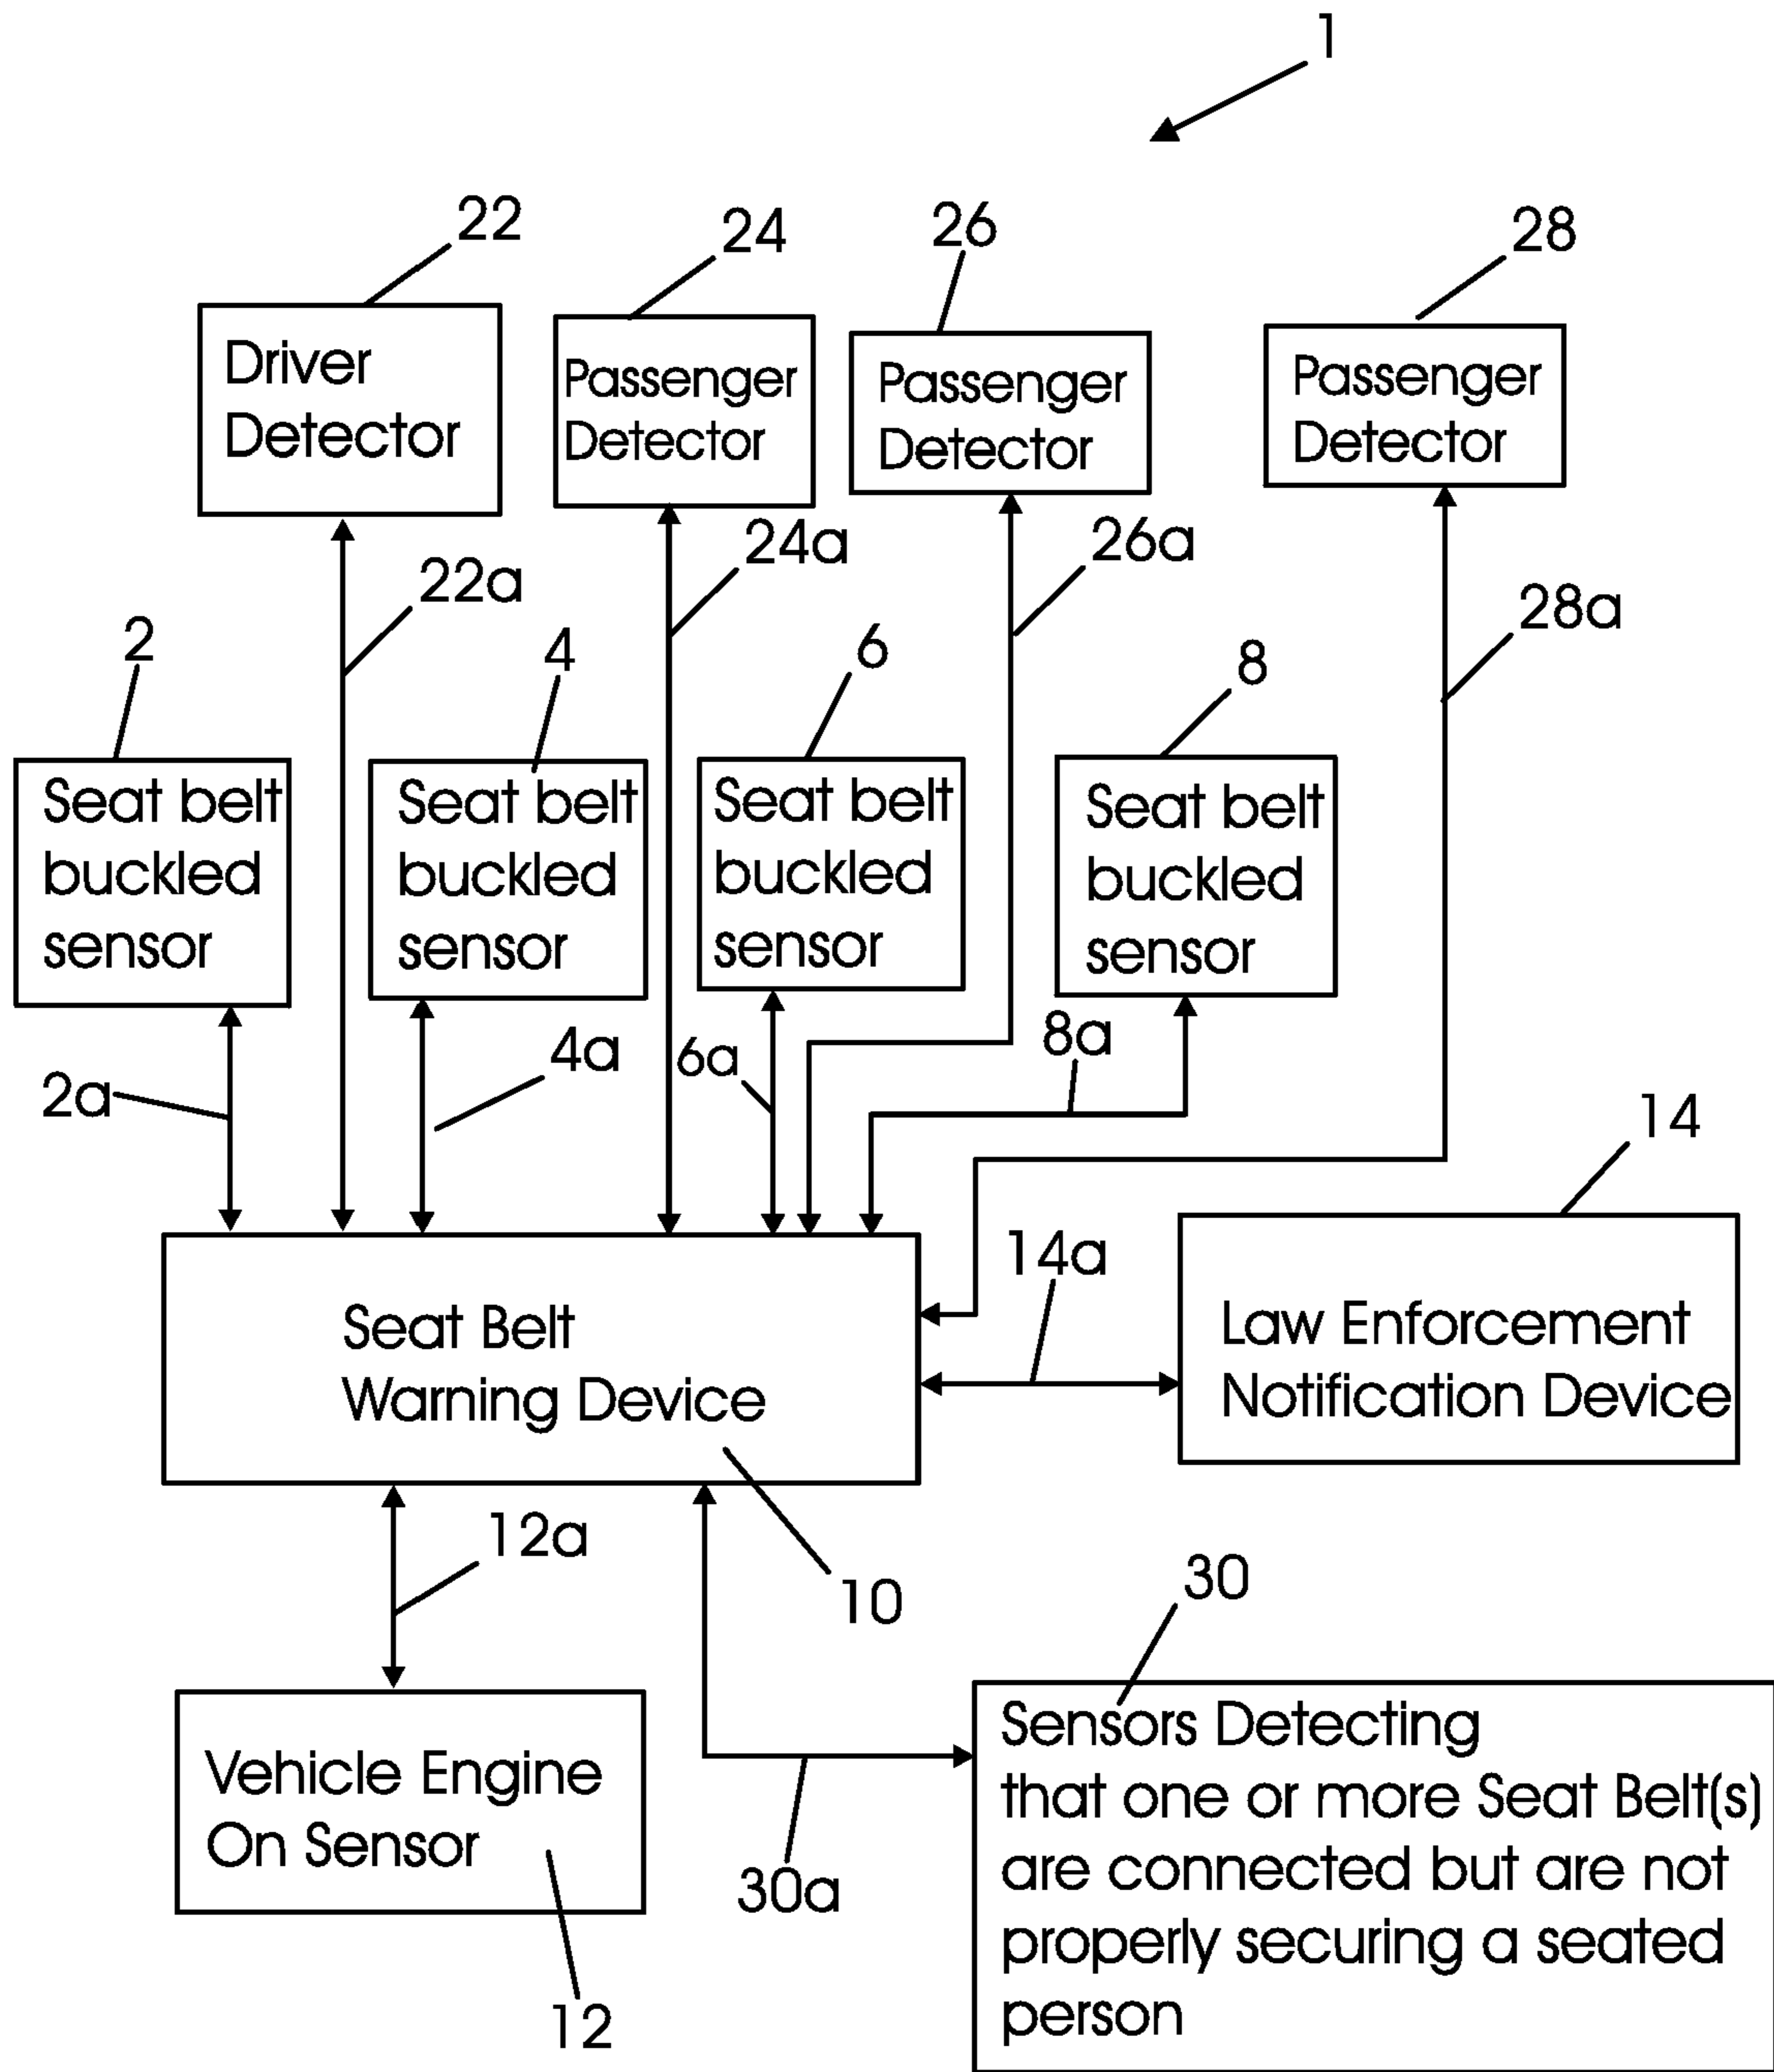 1
22
24
26
28
Driver
Detector
Passenger
Detector
Passenger
Detector
Passenger
Detector
22a
24a
26a
28a
2
4
6
8
Seat belt
buckled
sensor
Seat belt
buckled
sensor
Seat belt
buckled
sensor
Seat belt
buckled
sensor
2a
4a
6a
8a
14
14a
Seat Belt
Warning Device
Law Enforcement
Notification Device
12a
10
30
Vehicle Engine
On Sensor
Sensors Detecting
that one or more Seat Belt(s)
are connected but are not
properly securing a seated
person
30a
12